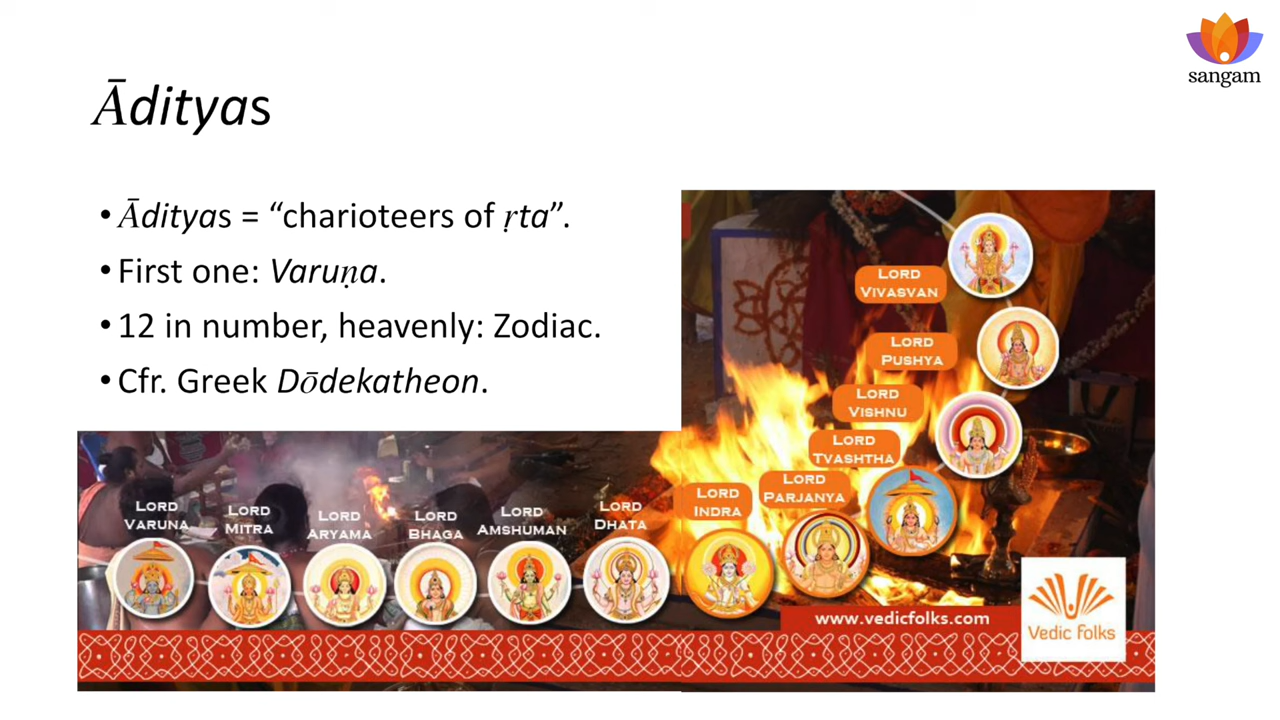 sangam
Ādityas
• Ādityas = “charioteers of ṛta”.
• First one: Varuṇa.
• 12 in number, heavenly: Zodiac.
• Cfr. Greek Dōdekatheon.
LORD
VIVASVAN
LORD
PUSHYA
LORD
VISHNU
LORD
TVASHTHA
LORD
PARJANYA
LORD
INDRA
LORD
DHATA
LORD
AMSHUMAN
LORD
BHAGA
LORD
ARYAMA
LORD
MITRA
LORD
VARUNA
www.vedicfolks.com
Vedic Folks